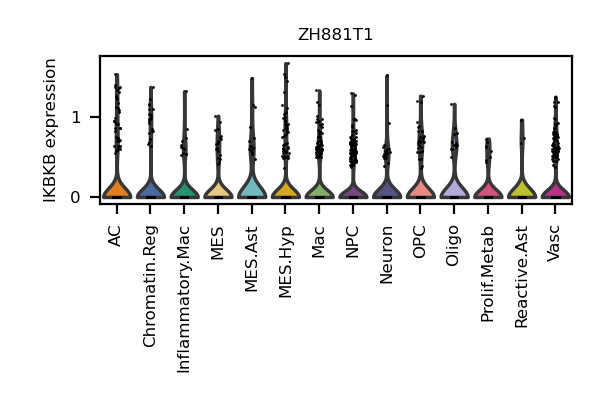 ZH881T1
IKBKB expression
1
0
AC
Chromatin.Reg
Inflammatory.Mac
MES
MES.Ast
MES.Hyp
Mac
NPC
Neuron
OPC
Oligo
Prolif.Metab
Reactive.Ast
Vasc